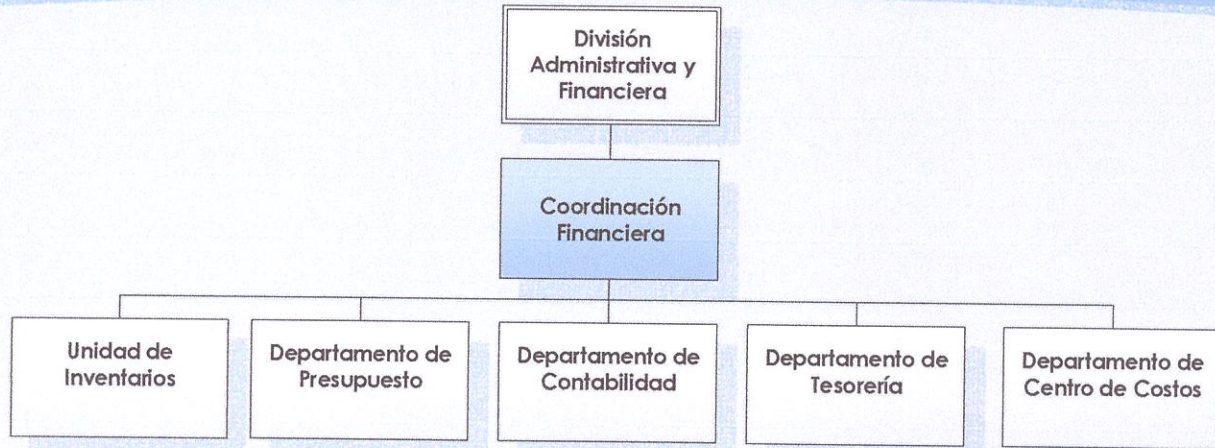 División
Administrativa y
Financiera
Coordinación
Financiera
Unidad de
Inventarios
Departamento de
Presupuesto
Departamento de
Contabilidad
Departamento de
Tesorería
Departamento de
Centro de Costos